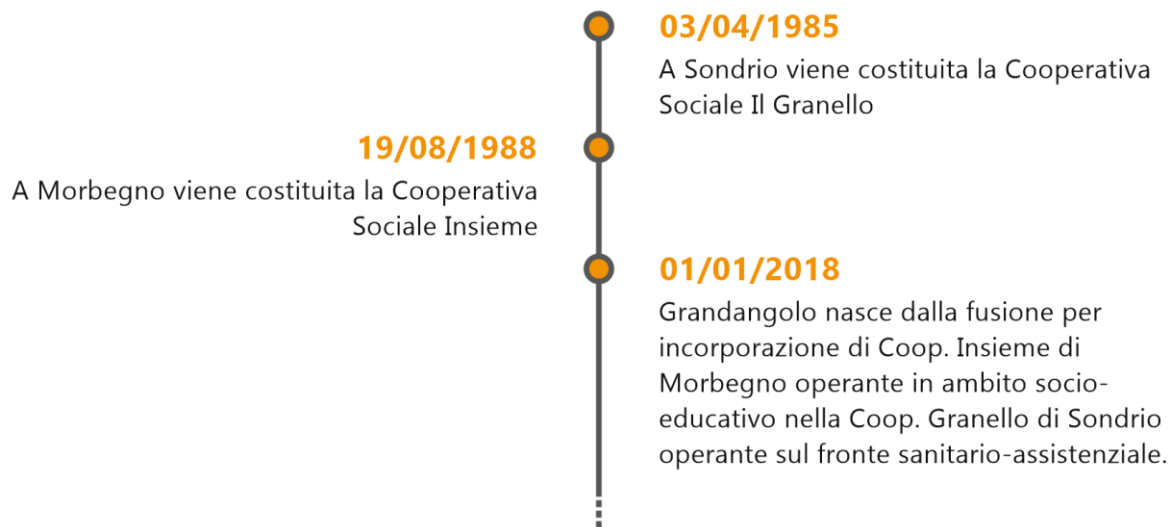 03/04/1985
A Sondrio viene costituita la Cooperativa
Sociale Il Granello
19/08/1988
A Morbegno viene costituita la Cooperativa
Sociale Insieme
01/01/2018
Grandangolo nasce dalla fusione per
incorporazione di Coop. Insieme di
Morbegno operante in ambito socio-
educativo nella Coop. Granello di Sondrio
operante sul fronte sanitario-assistenziale.